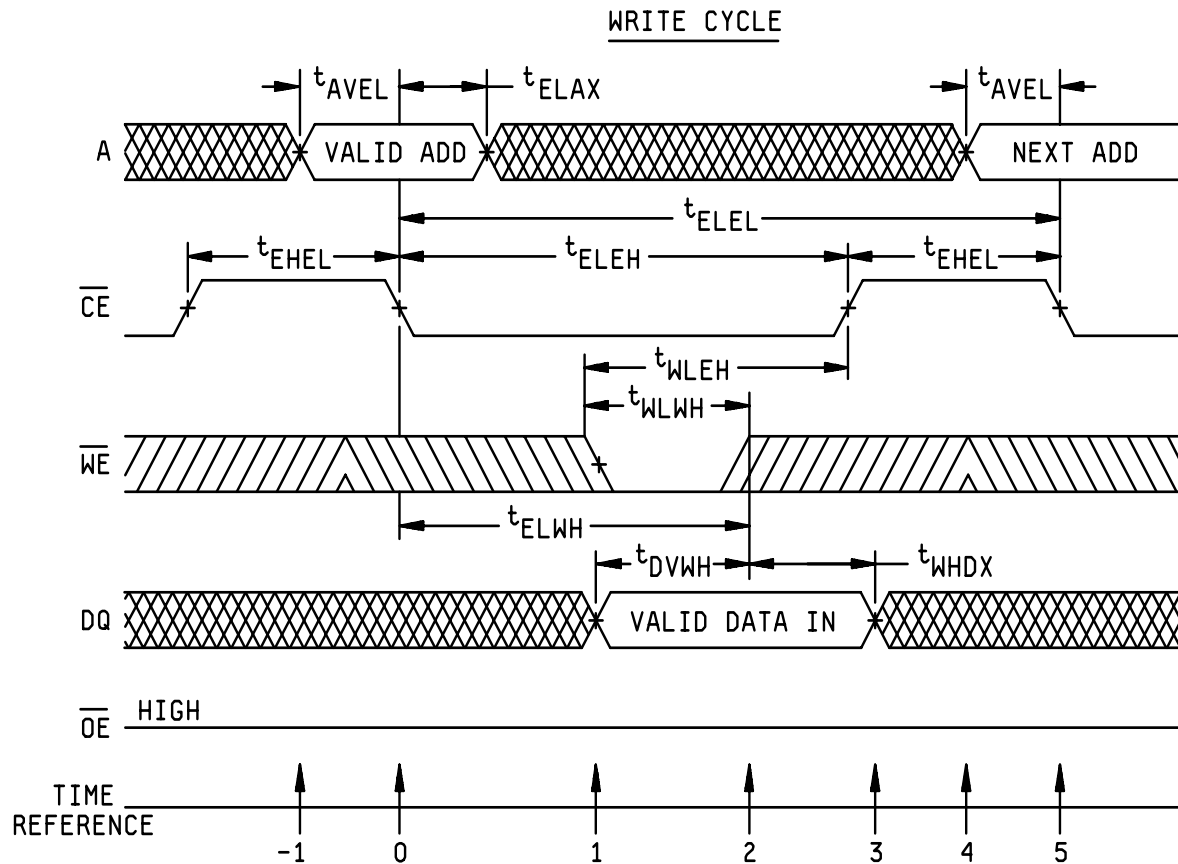 WRITE CYCLE
tAVEL tELAX tAVEL
A VALID ADD NEXT ADD
tELEL
tEHEL tELEH tEHEL
CE
tWLEH
tWLWH
WE
tELWH
tDVWH tWHDX
DQ VALID DATA IN
OE HIGH
TIME
REFERENCE
-1 0 1 2 3 4 5